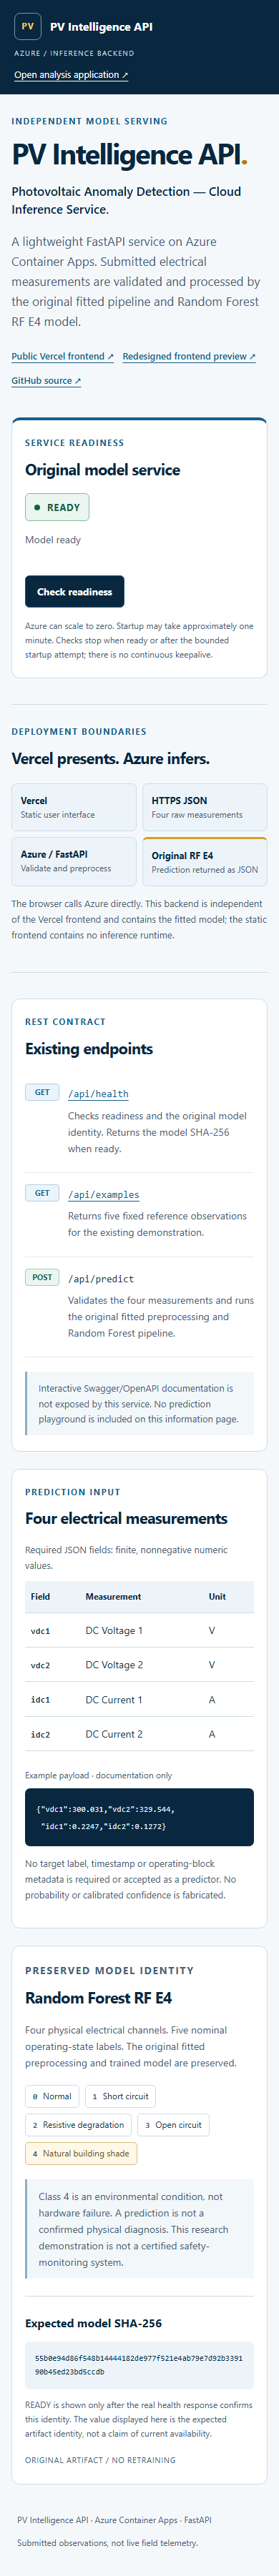 PV PV Intelligence API
AZURE / INFERENCE BACKEND
Open analysis application ↗
INDEPENDENT MODEL SERVING
PV Intelligence API.
Photovoltaic Anomaly Detection — Cloud
Inference Service.
A lightweight FastAPI service on Azure
Container Apps. Submitted electrical
measurements are validated and processed by
the original fitted pipeline and Random Forest
RF E4 model.
Public Vercel frontend ↗ Redesigned frontend preview ↗
GitHub source ↗
SERVICE READINESS
Original model service
READY
Model ready
Check readiness
Azure can scale to zero. Startup may take approximately one
minute. Checks stop when ready or after the bounded
startup attempt; there is no continuous keepalive.
DEPLOYMENT BOUNDARIES
Vercel presents. Azure infers.
Vercel
Static user interface
HTTPS JSON
Four raw measurements
Azure / FastAPI
Validate and preprocess
Original RF E4
Prediction returned as JSON
The browser calls Azure directly. This backend is independent
of the Vercel frontend and contains the fitted model; the static
frontend contains no inference runtime.
REST CONTRACT
Existing endpoints
GET /api/health
Checks readiness and the original model
identity. Returns the model SHA-256
when ready.
GET /api/examples
Returns five fixed reference observations
for the existing demonstration.
POST /api/predict
Validates the four measurements and runs
the original fitted preprocessing and
Random Forest pipeline.
Interactive Swagger/OpenAPI documentation is
not exposed by this service. No prediction
playground is included on this information page.
PREDICTION INPUT
Four electrical measurements
Required JSON fields: finite, nonnegative numeric
values.
Field Measurement Unit
vdc1 DC Voltage 1 V
vdc2 DC Voltage 2 V
idc1 DC Current 1 A
idc2 DC Current 2 A
Example payload · documentation only
{"vdc1":300.031,"vdc2":329.544,
"idc1":0.2247,"idc2":0.1272}
No target label, timestamp or operating-block
metadata is required or accepted as a predictor. No
probability or calibrated confidence is fabricated.
PRESERVED MODEL IDENTITY
Random Forest RF E4
Four physical electrical channels. Five nominal
operating-state labels. The original fitted
preprocessing and trained model are preserved.
0 Normal 1 Short circuit
2 Resistive degradation 3 Open circuit
4 Natural building shade
Class 4 is an environmental condition, not
hardware failure. A prediction is not a
confirmed physical diagnosis. This research
demonstration is not a certified safety-
monitoring system.
Expected model SHA-256
55b0e94d86f548b14444182de977f521e4ab79e7d92b3391
90b45ed23bd5ccdb
READY is shown only after the real health response confirms
this identity. The value displayed here is the expected
artifact identity, not a claim of current availability.
ORIGINAL ARTIFACT / NO RETRAINING
PV Intelligence API · Azure Container Apps · FastAPI
Submitted observations, not live field telemetry.